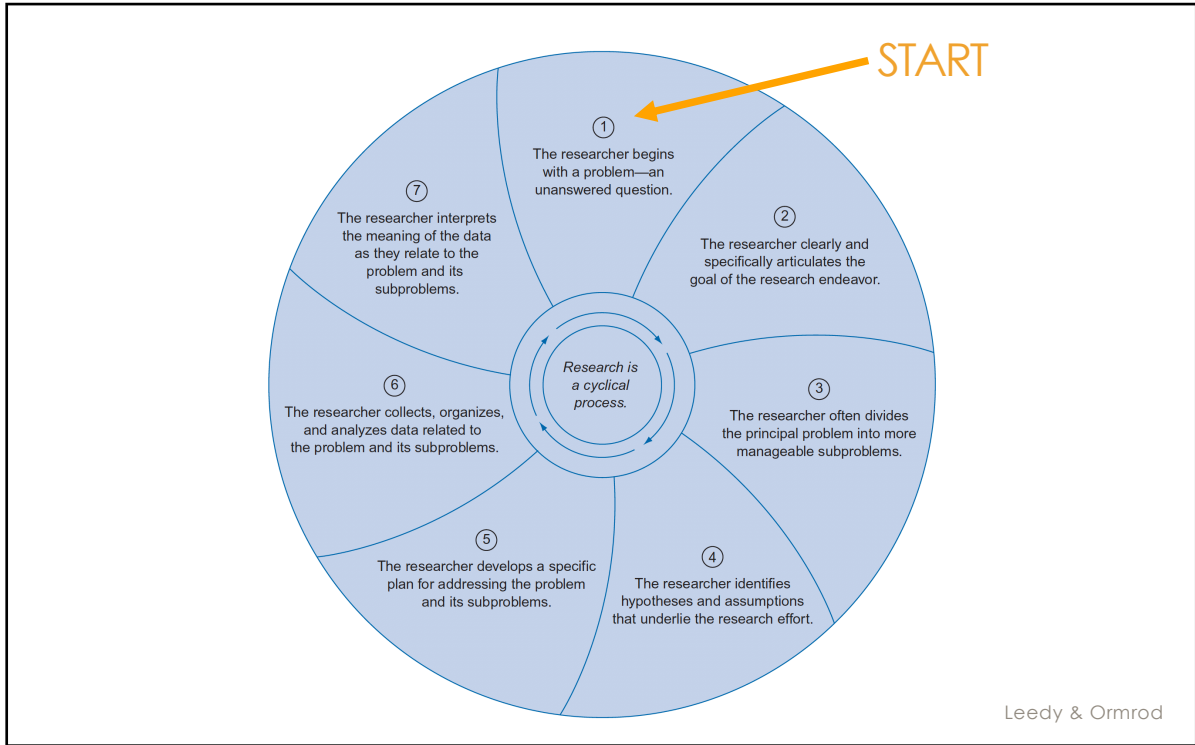 START
1
The researcher begins
with a problem—an
unanswered question.
2
The researcher clearly and
specifically articulates the
goal of the research endeavor.
3
The researcher often divides
the principal problem into more
manageable subproblems.
4
The researcher identifies
hypotheses and assumptions
that underlie the research effort.
5
The researcher develops a specific
plan for addressing the problem
and its subproblems.
6
The researcher collects, organizes,
and analyzes data related to
the problem and its subproblems.
7
The researcher interprets
the meaning of the data
as they relate to the
problem and its
subproblems.
Research is
a cyclical
process.
Leedy & Ormrod